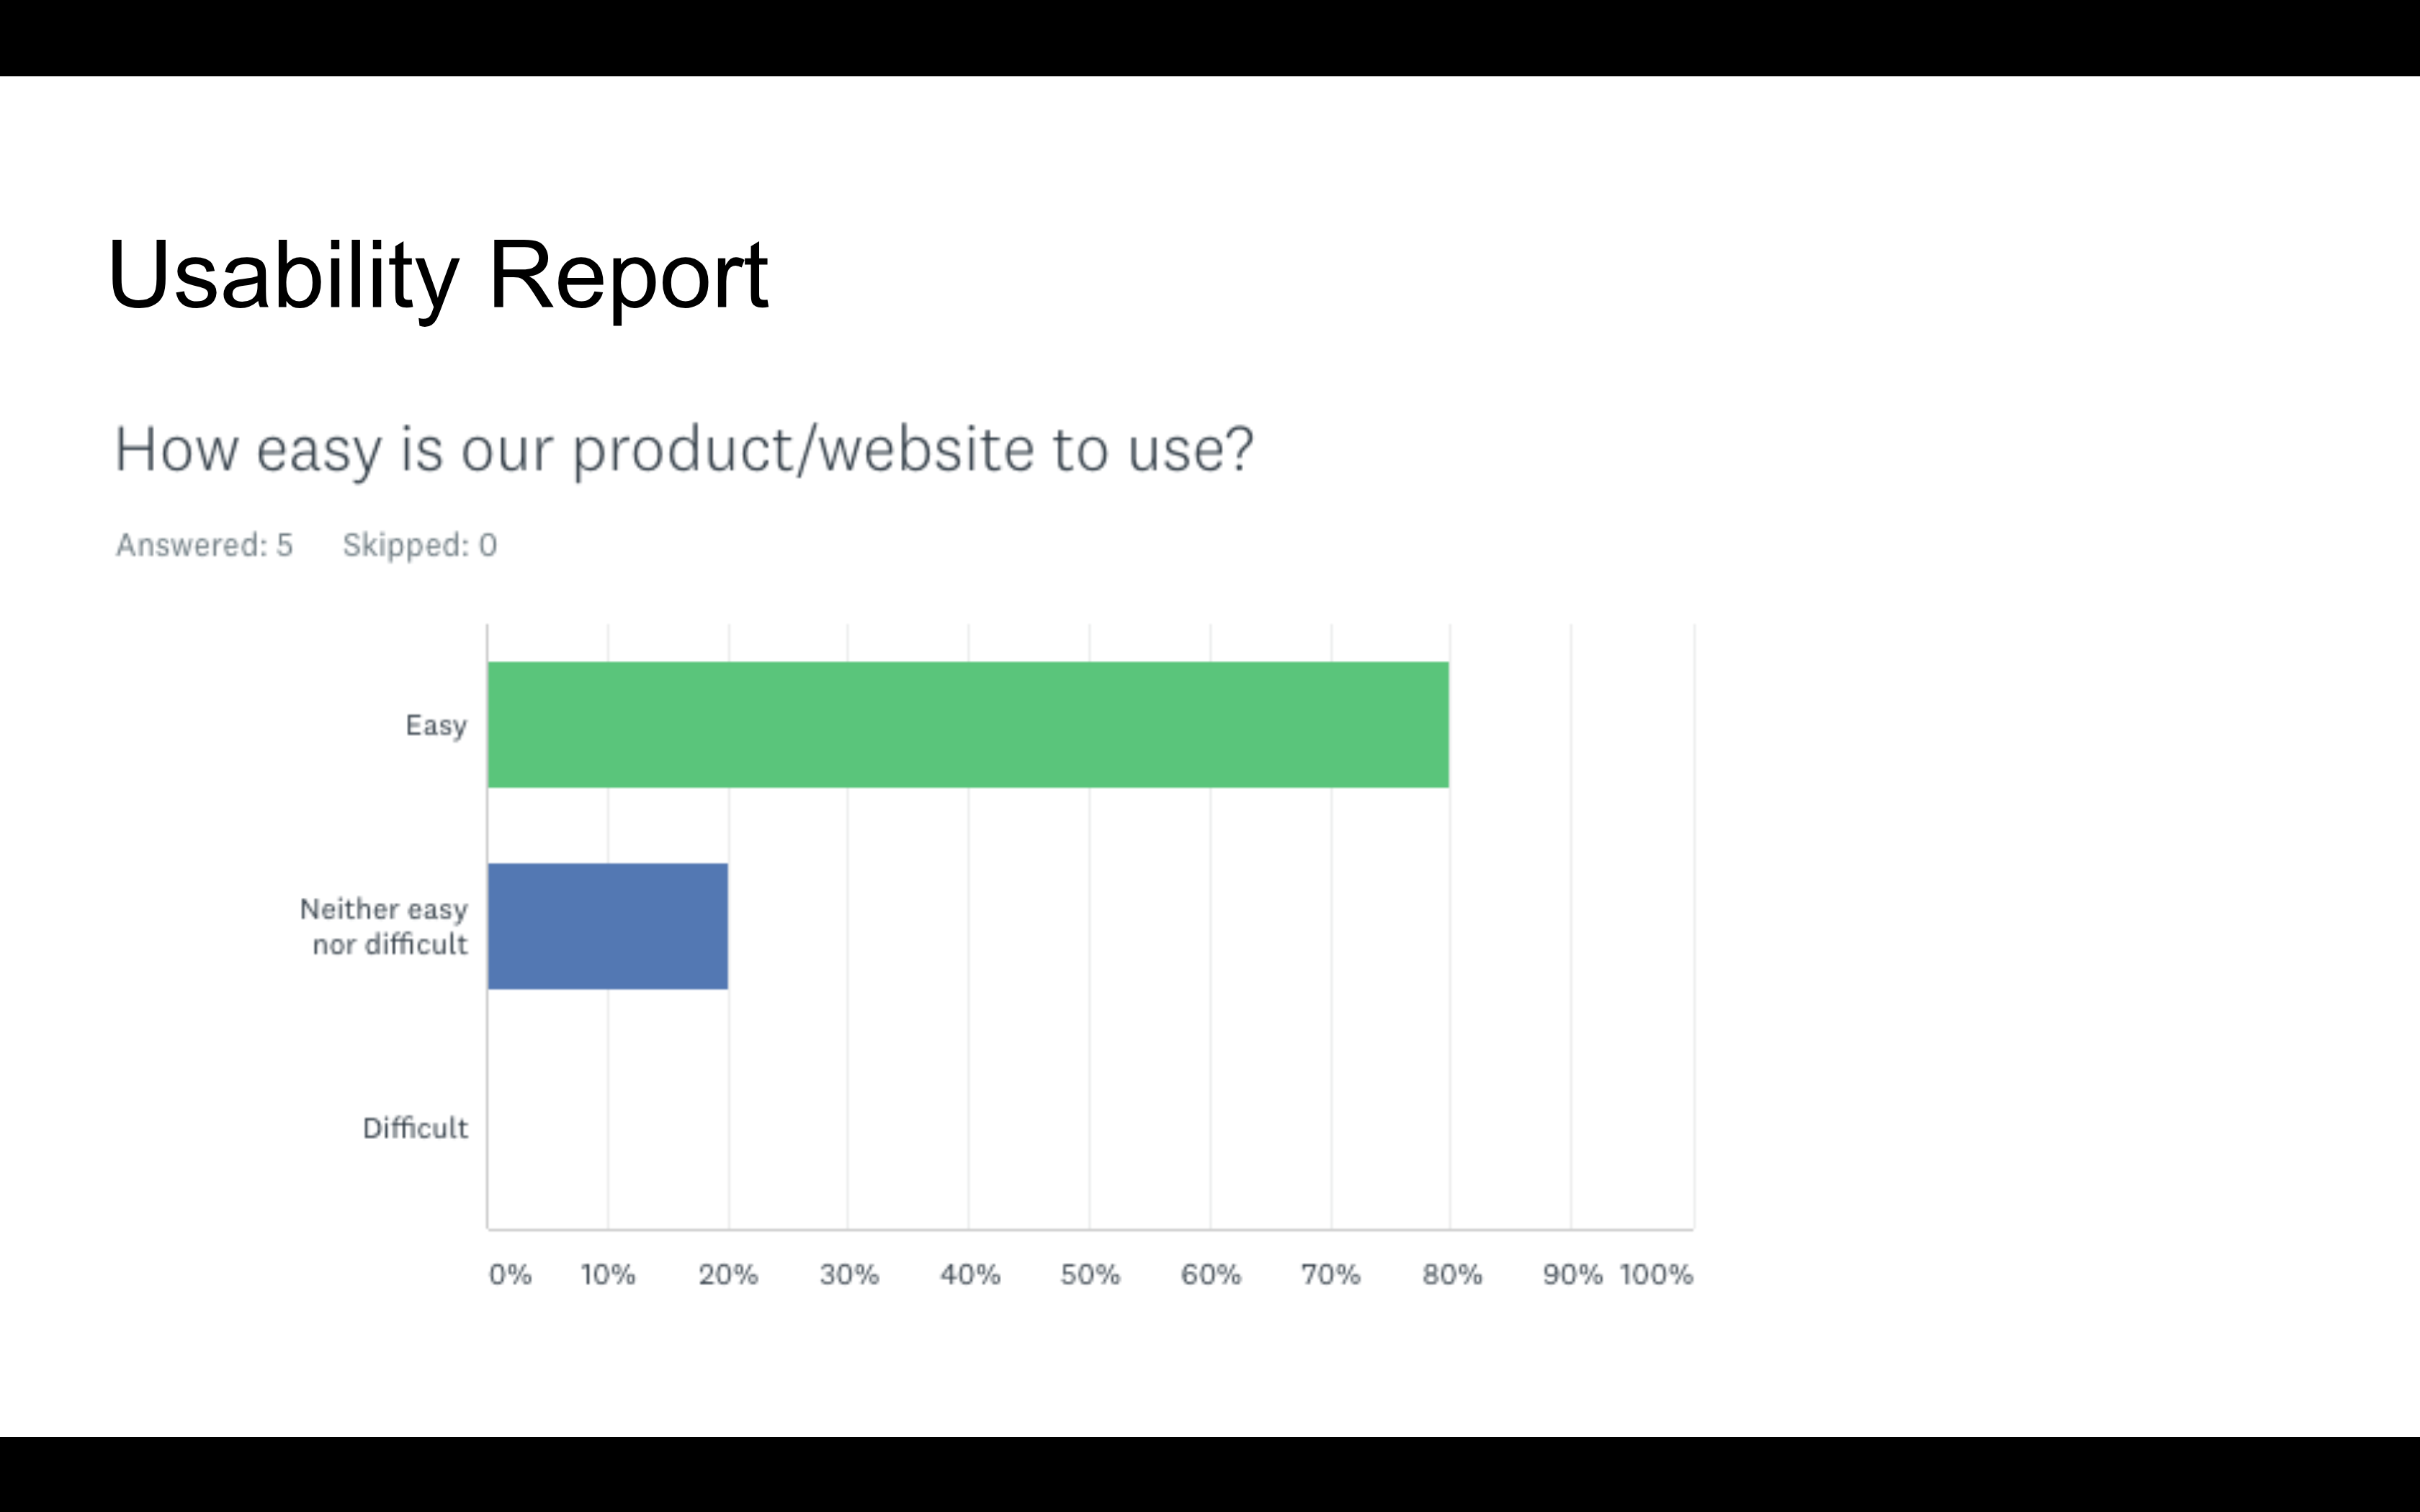 Usability Report
How easy is our product/website to use?
Answered: 5 Skipped: 0
Easy
Neither easy
nor difficult
Difficult
0% 10% 20% 30% 40% 50% 60% 70% 80% 90% 100%